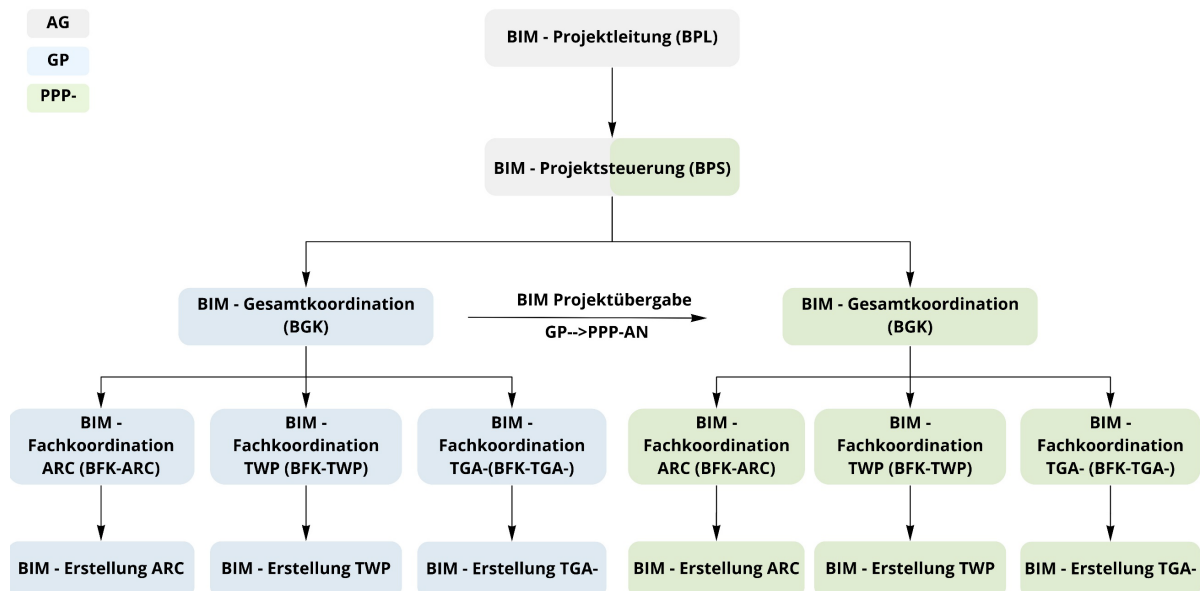 AG
GP
PPP-
BIM - Projektleitung (BPL)
BIM - Projektsteuerung (BPS)
BIM - Gesamtkoordination
(BGK)
BIM Projektübergabe
GP-->PPP-AN
BIM - Gesamtkoordination
(BGK)
BIM -
Fachkoordination
ARC (BFK-ARC)
BIM -
Fachkoordination
TWP (BFK-TWP)
BIM -
Fachkoordination
TGA-(BFK-TGA-)
BIM -
Fachkoordination
ARC (BFK-ARC)
BIM -
Fachkoordination
TWP (BFK-TWP)
BIM -
Fachkoordination
TGA- (BFK-TGA-)
BIM - Erstellung ARC
BIM - Erstellung TWP
BIM - Erstellung TGA-
BIM - Erstellung ARC
BIM - Erstellung TWP
BIM - Erstellung TGA-